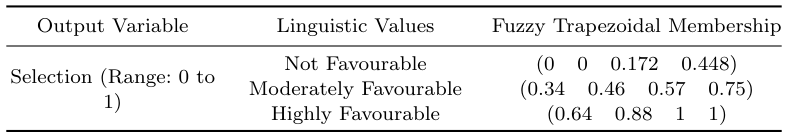 Output Variable Linguistic Values Fuzzy Trapezoidal Membership
Selection (Range: 0 to 1) Not Favourable (0 0 0.172 0.448)
Moderately Favourable (0.34 0.46 0.57 0.75)
Highly Favourable (0.64 0.88 1 1)